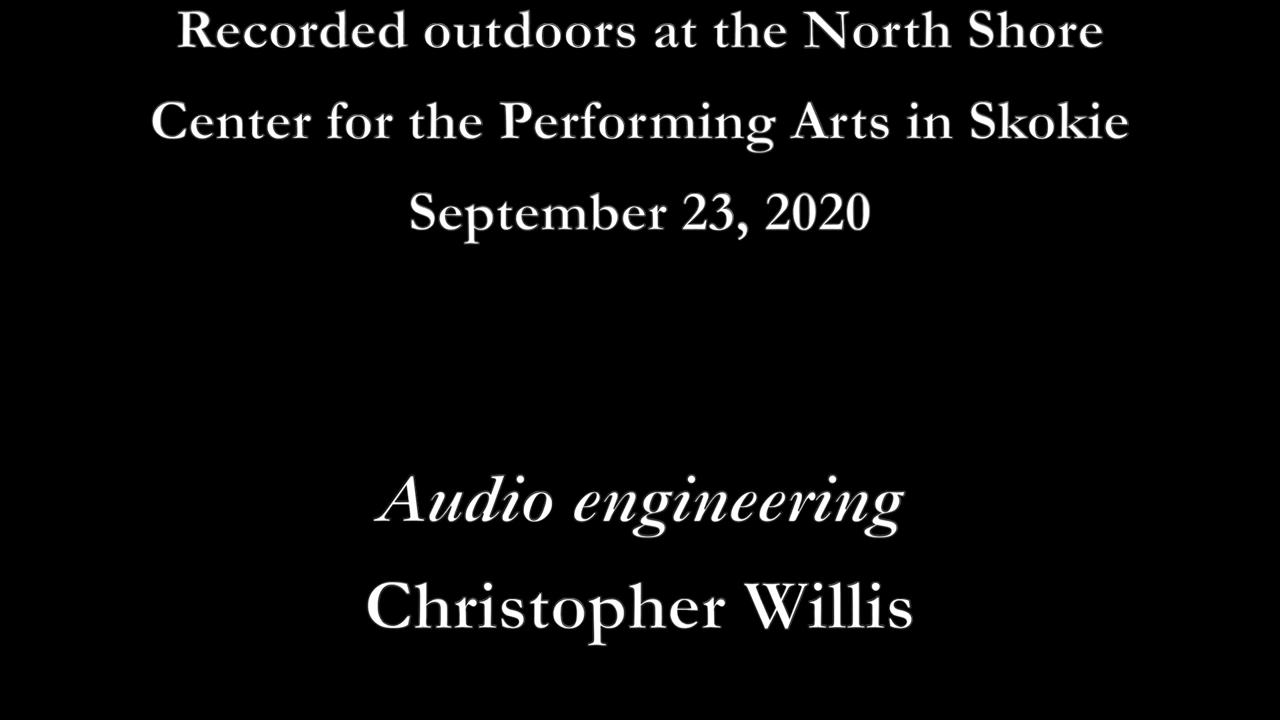 Recorded outdoors at the North Shore
Center for the Performing Arts in Skokie
September 23, 2020
Audio engineering
Christopher Willis